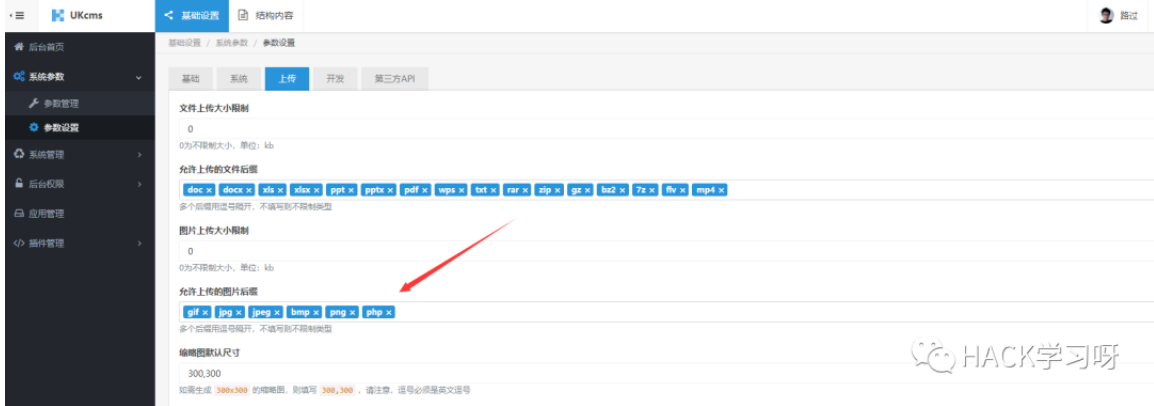 UKcms 基础设置 结构内容 路过
后台首页
基础设置 / 系统参数 / 参数设置
系统参数
基础 系统 上传 开发 第三方API
参数管理
文件上传大小限制
参数设置
0
0为不限制大小，单位：kb
系统管理
允许上传的文件后缀
后台权限
doc × docx × xls × xlsx × ppt × pptx × pdf × wps × txt × rar × zip × gz × bz2 × 7z × flv × mp4 ×
多个后缀用逗号隔开，不填写则不限制类型
应用管理
图片上传大小限制
插件管理
0
0为不限制大小，单位：kb
允许上传的图片后缀
gif × jpg × jpeg × bmp × png × php ×
多个后缀用逗号隔开，不填写则不限制类型
缩略图默认尺寸
HACK学习呀
300,300
如需生成 300x300 的缩略图，则填写 300,300 ，请注意，逗号必须是英文逗号